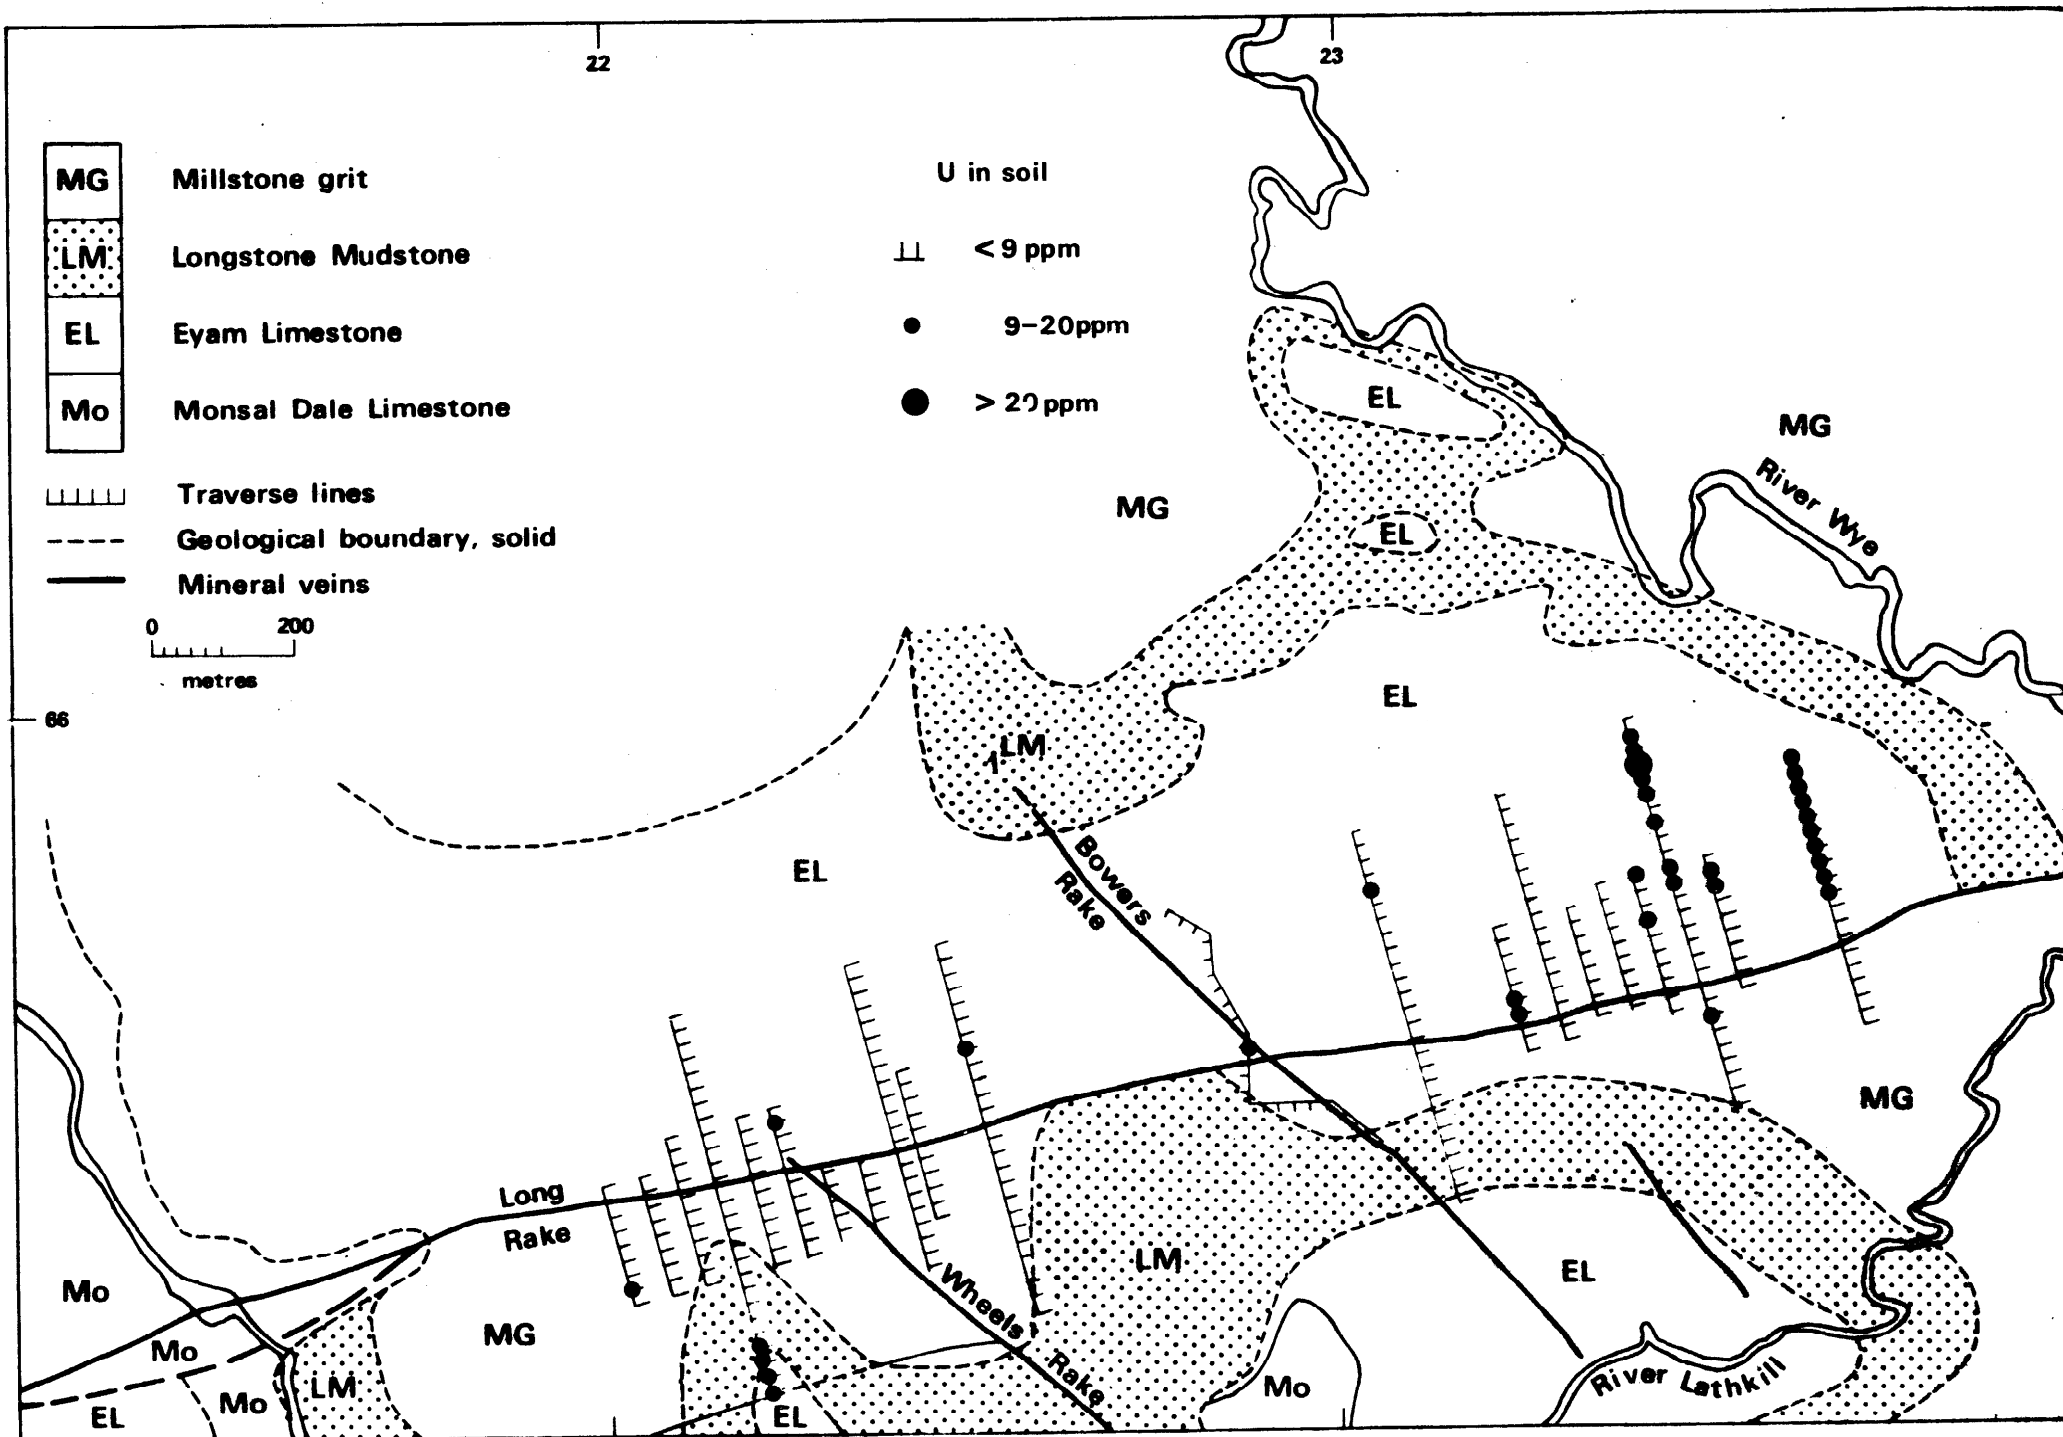 22
23
MG Millstone grit
LM Longstone Mudstone
EL Eyam Limestone
Mo Monsal Dale Limestone
Traverse lines
Geological boundary, solid
Mineral veins
0 200
metres
U in soil
< 9 ppm
9-20ppm
> 20ppm
66
MG
EL
MG
River Wye
EL
EL
LM
1
EL
Bowers
Rake
MG
Long
Rake
LM
EL
Mo
MG
Wheels
Rake
Mo
LM
Mo
EL
EL
Mo
River Lathkill